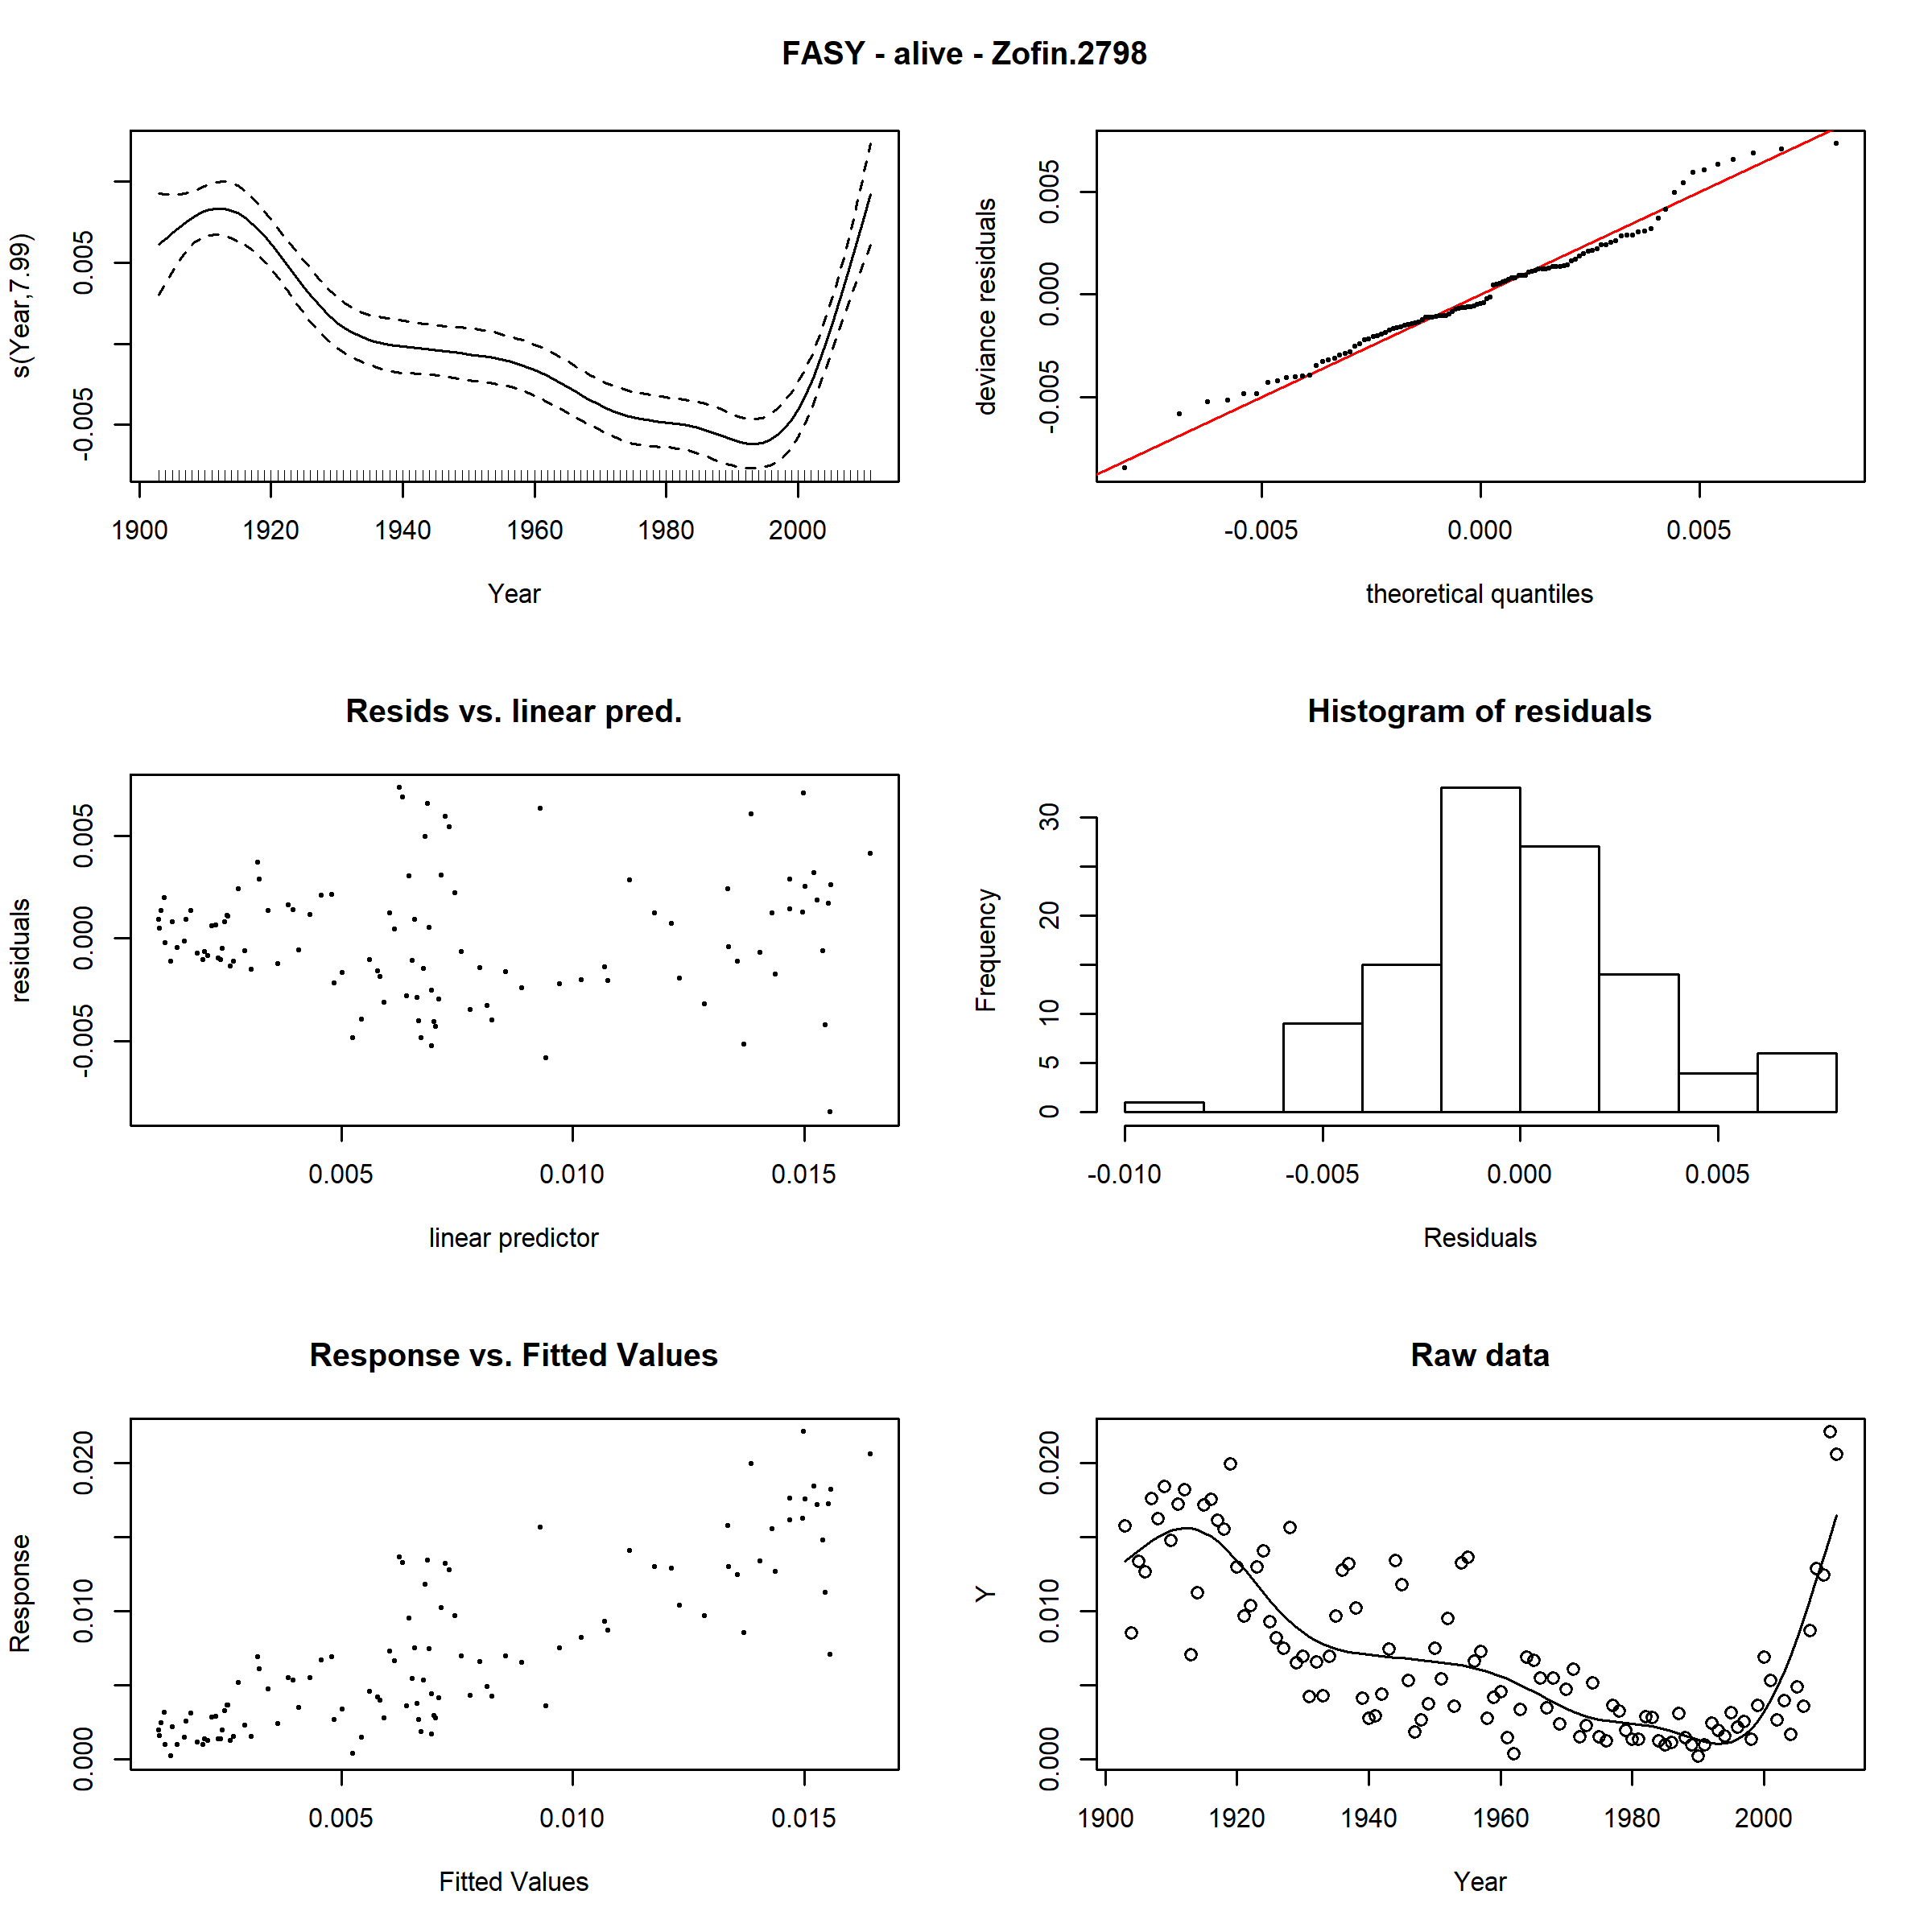 FASY - alive - Zofin.2798
s(Year,7.99)
0.005
-0.005
1900 1920 1940 1960 1980 2000
Year
deviance residuals
0.005
0.000
-0.005
-0.005 0.000 0.005
theoretical quantiles
Resids vs. linear pred.
residuals
0.005
0.000
-0.005
0.005 0.010 0.015
linear predictor
Histogram of residuals
Frequency
30
20
10
5
0
-0.010 -0.005 0.000 0.005
Residuals
Response vs. Fitted Values
Response
0.020
0.010
0.000
0.005 0.010 0.015
Fitted Values
Raw data
Y
0.020
0.010
0.000
1900 1920 1940 1960 1980 2000
Year